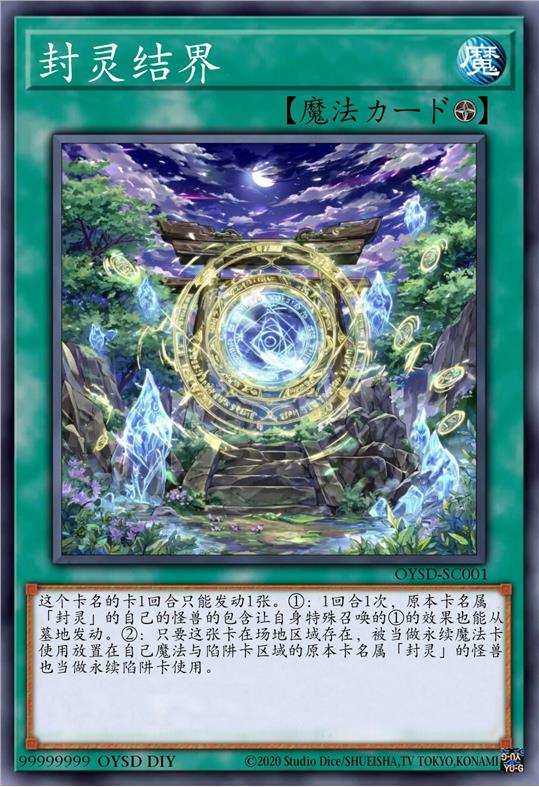 封灵结界
魔
【魔法カード】
OYSD-SC001
这个卡名的卡1回合只能发动1张。①：1回合1次，原本卡名属
「封灵」的自己的怪兽的包含让自身特殊召唤的①的效果也能从
墓地发动。②：只要这张卡在场地区域存在，被当做永续魔法卡
使用放置在自己魔法与陷阱卡区域的原本卡名属「封灵」的怪兽
也当做永续陷阱卡使用。
99999999 OYSD DIY
©2020 Studio Dice/SHUEISHA,TV TOKYO,KONAMI